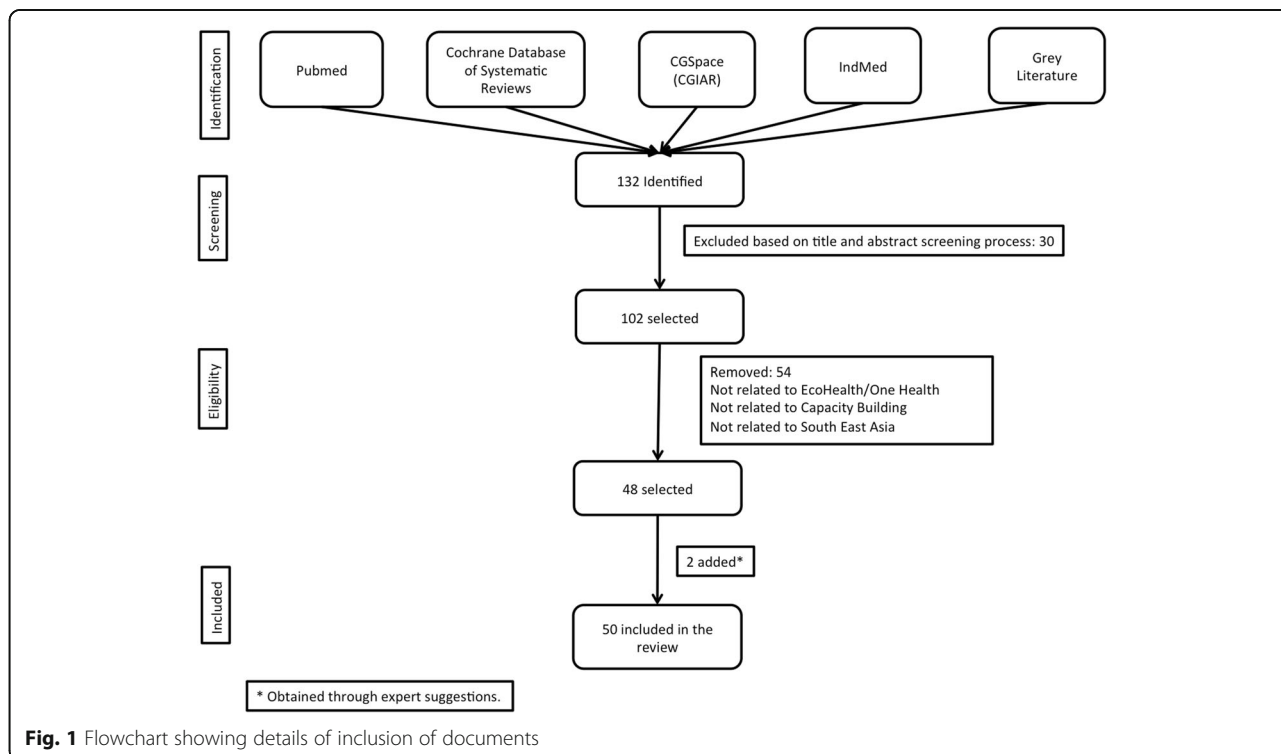 Identification
Pubmed
Cochrane Database
of Systematic
Reviews
CGSpace
(CGIAR)
IndMed
Grey
Literature
132 Identified
Screening
Excluded based on title and abstract screening process: 30
102 selected
Eligibility
Removed: 54
Not related to EcoHealth/One Health
Not related to Capacity Building
Not related to South East Asia
48 selected
2 added*
Included
50 included in the
review
* Obtained through expert suggestions.
Fig. 1 Flowchart showing details of inclusion of documents